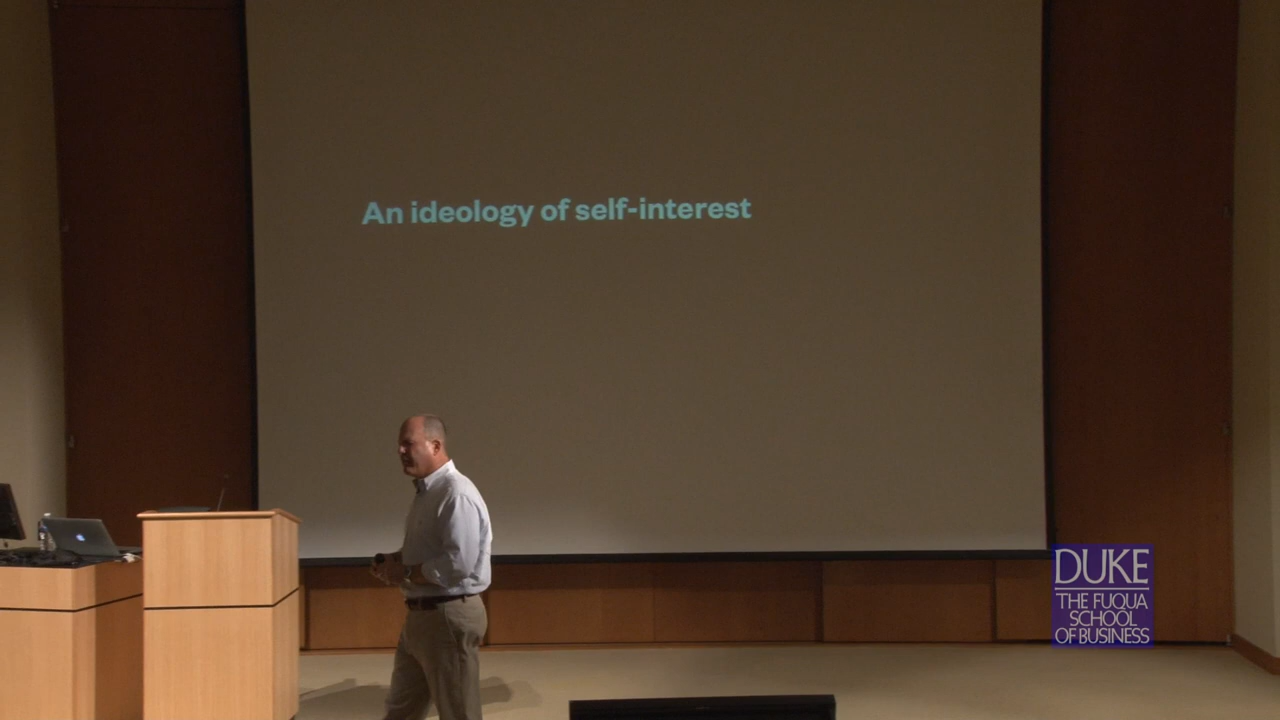 An ideology of self-interest
DUKE
THE FUQUA
SCHOOL
OF BUSINESS